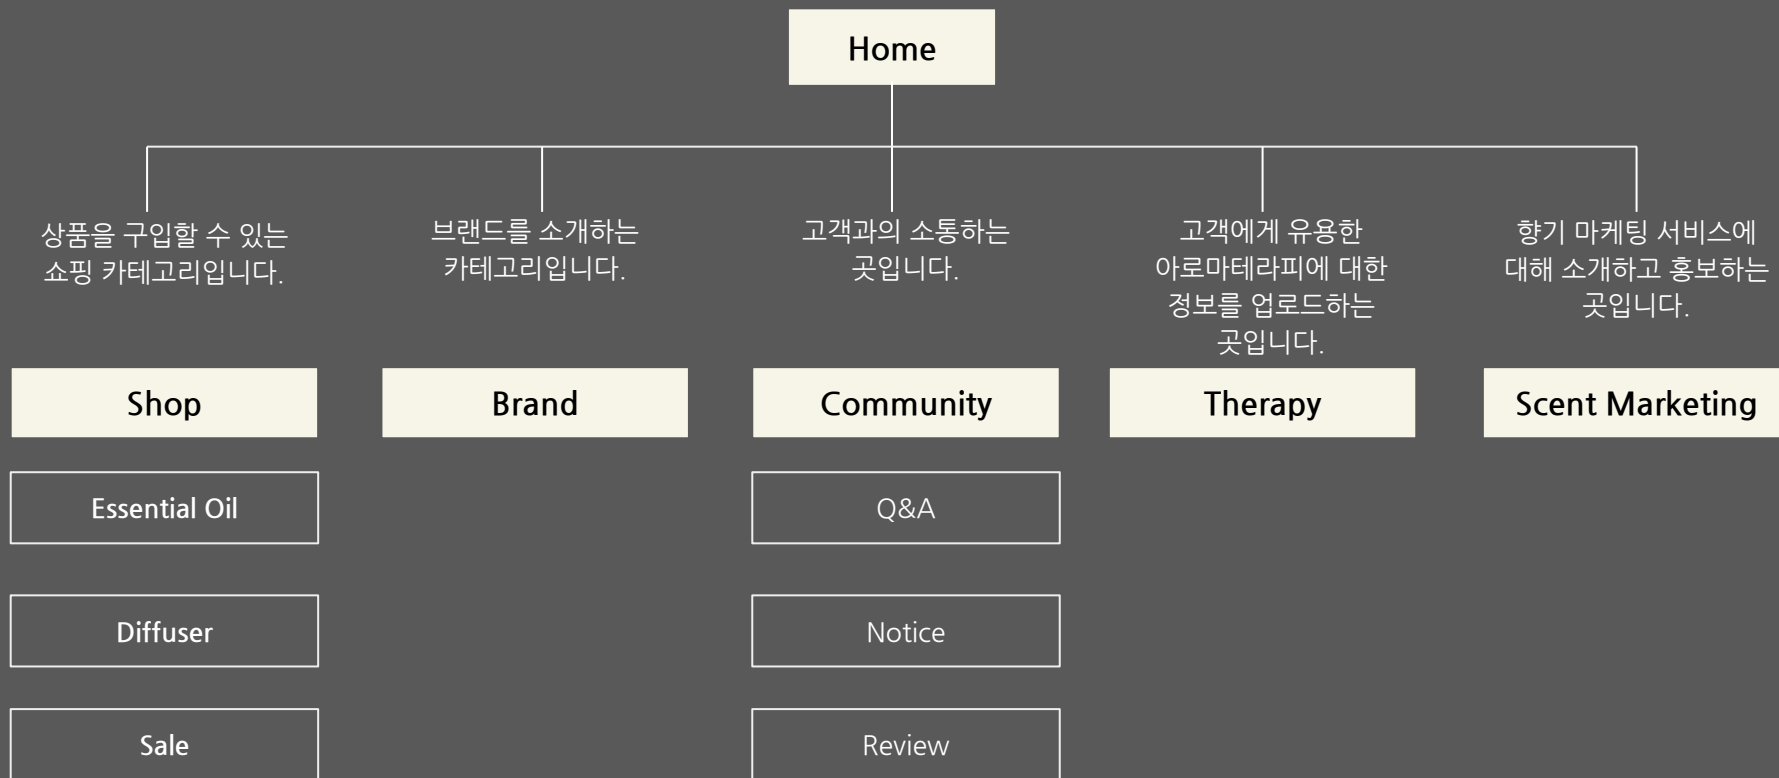 Home
상품을 구입할 수 있는
쇼핑 카테고리입니다.
브랜드를 소개하는
카테고리입니다.
고객과의 소통하는
곳입니다.
고객에게 유용한
아로마테라피에 대한
정보를 업로드하는
곳입니다.
향기 마케팅 서비스에
대해 소개하고 홍보하는
곳입니다.
Shop
Brand
Community
Therapy
Scent Marketing
Essential Oil
Q&A
Diffuser
Notice
Sale
Review